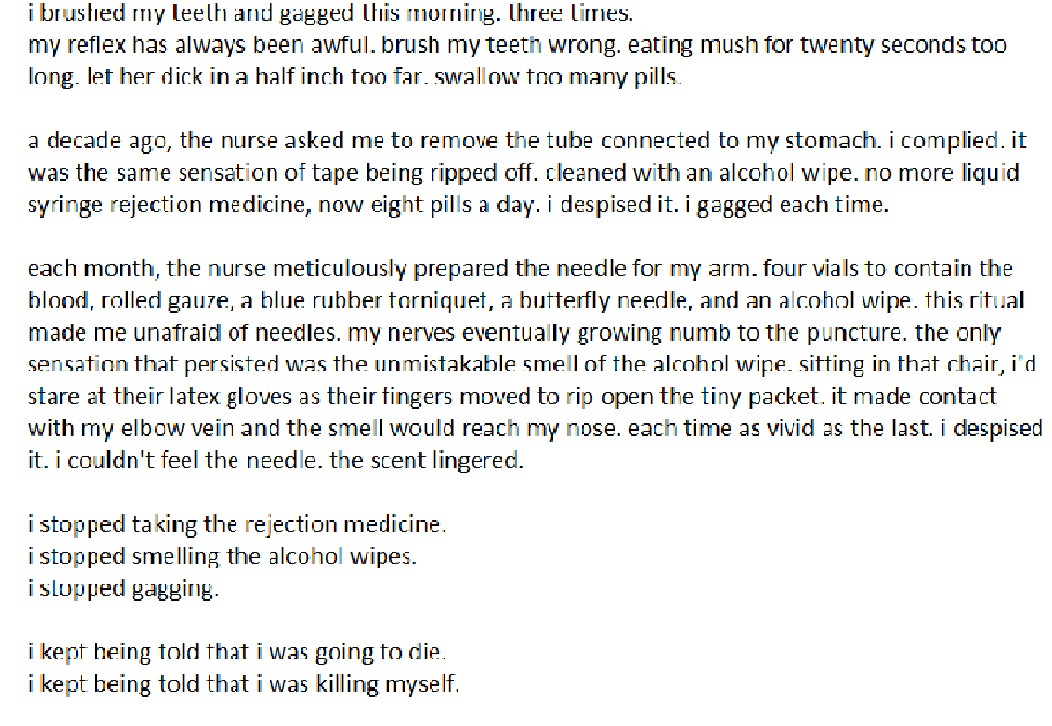 i brushed my teeth and gagged this morning. three times.
my reflex has always been awful. brush my teeth wrong. eating mush for twenty seconds too
long. let her dick in a half inch too far. swallow too many pills.
a decade ago, the nurse asked me to remove the tube connected to my stomach. i complied. it
was the same sensation of tape being ripped off. cleaned with an alcohol wipe. no more liquid
syringe rejection medicine, now eight pills a day. i despised it. i gagged each time.
each month, the nurse meticulously prepared the needle for my arm. four vials to contain the
blood, rolled gauze, a blue rubber torniquet, a butterfly needle, and an alcohol wipe. this ritual
made me unafraid of needles. my nerves eventually growing numb to the puncture. the only
sensation that persisted was the unmistakable smell of the alcohol wipe. sitting in that chair, i'd
stare at their latex gloves as their fingers moved to rip open the tiny packet. it made contact
with my elbow vein and the smell would reach my nose. each time as vivid as the last. i despised
it. i couldn't feel the needle. the scent lingered.
i stopped taking the rejection medicine.
i stopped smelling the alcohol wipes.
i stopped gagging.
i kept being told that i was going to die.
i kept being told that i was killing myself.